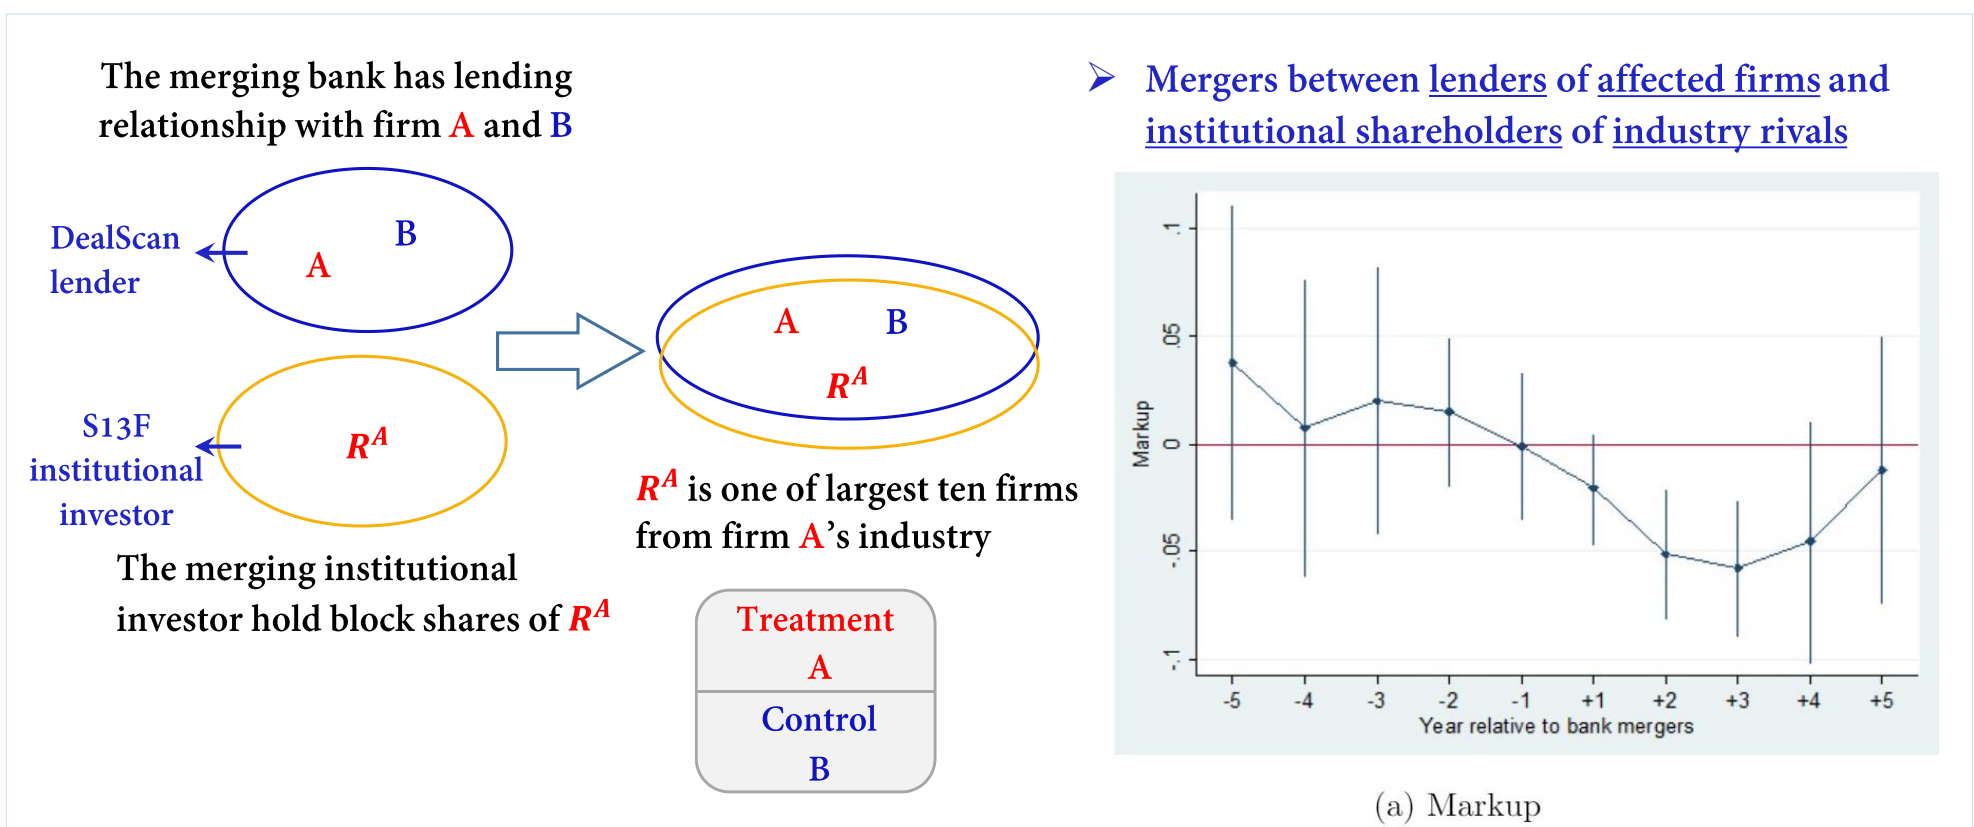 The merging bank has lending
relationship with firm A and B
DealScan
lender
B
A
S13F
institutional
investor
R^A
The merging institutional
investor hold block shares of R^A
A
B
R^A
R^A is one of largest ten firms
from firm A’s industry
Treatment
A
Control
B
➢ Mergers between lenders of affected firms and
institutional shareholders of industry rivals
Markup
.1
.05
0
-.05
-.1
-5 -4 -3 -2 -1 +1 +2 +3 +4 +5
Year relative to bank mergers
(a) Markup